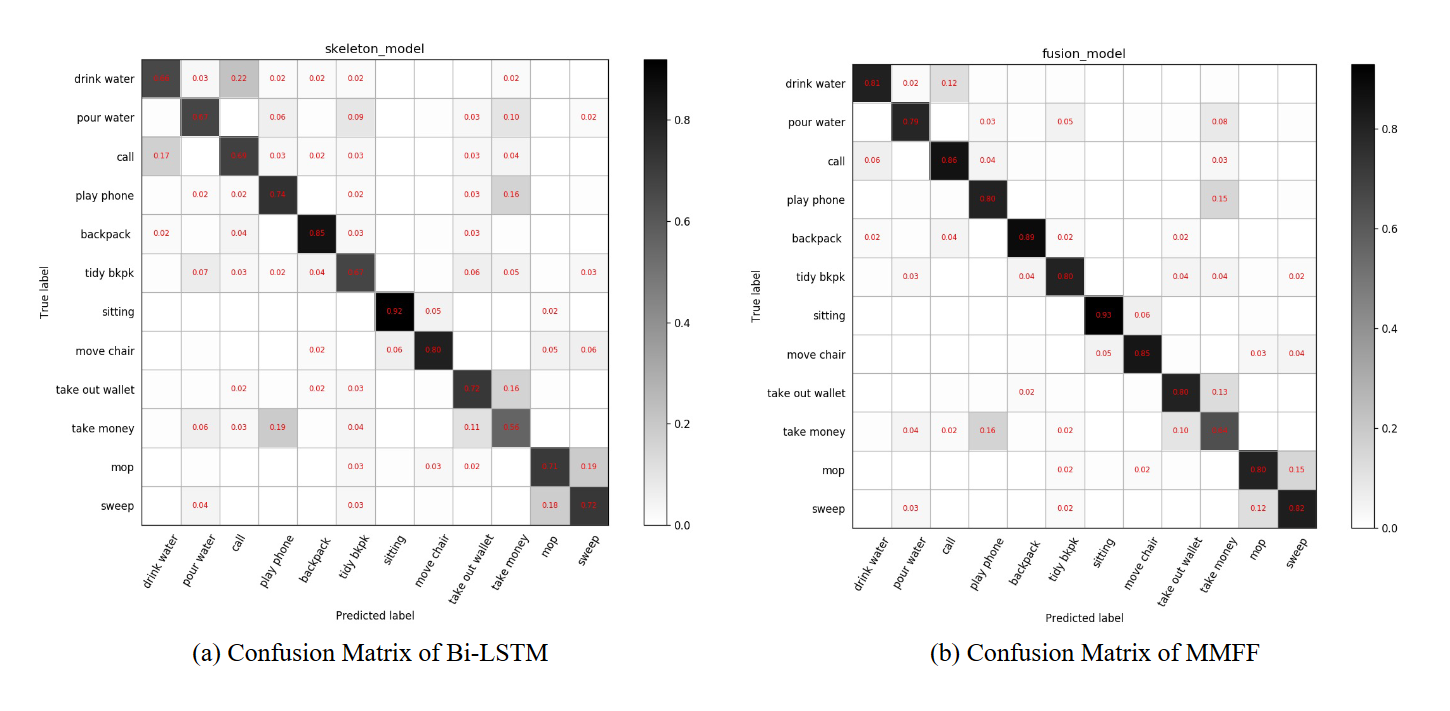 skeleton_model
drink water 0.03 0.22 0.02 0.02 0.02 0.02
pour water 0.06 0.09 0.03 0.10 0.02
call 0.17 0.03 0.02 0.03 0.03 0.04
play phone 0.02 0.02 0.74 0.02 0.03 0.16
backpack 0.02 0.04 0.85 0.03 0.03
tidy bkpk 0.07 0.03 0.02 0.04 0.06 0.05 0.03
sitting 0.92 0.05 0.02
move chair 0.02 0.06 0.80 0.05 0.06
take out wallet 0.02 0.02 0.03 0.16
take money 0.06 0.03 0.19 0.04 0.11 0.56
mop 0.03 0.03 0.02 0.71 0.19
sweep 0.04 0.03 0.18
True label
drink water
pour water
call
play phone
backpack
tidy bkpk
sitting
move chair
take out wallet
take money
mop
sweep
Predicted label
0.8
0.6
0.4
0.2
0.0
(a) Confusion Matrix of Bi-LSTM
fusion_model
drink water 0.81 0.02 0.12
pour water 0.79 0.03 0.05 0.08
call 0.06 0.86 0.04 0.03
play phone 0.80 0.15
backpack 0.02 0.04 0.89 0.02 0.02
tidy bkpk 0.03 0.04 0.80 0.04 0.04 0.02
sitting 0.93 0.06
move chair 0.05 0.85 0.03 0.04
take out wallet 0.02 0.80 0.13
take money 0.04 0.02 0.16 0.02 0.10
mop 0.02 0.02 0.80 0.15
sweep 0.03 0.02 0.12 0.82
True label
drink water
pour water
call
play phone
backpack
tidy bkpk
sitting
move chair
take out wallet
take money
mop
sweep
Predicted label
0.8
0.6
0.4
0.2
0.0
(b) Confusion Matrix of MMFF